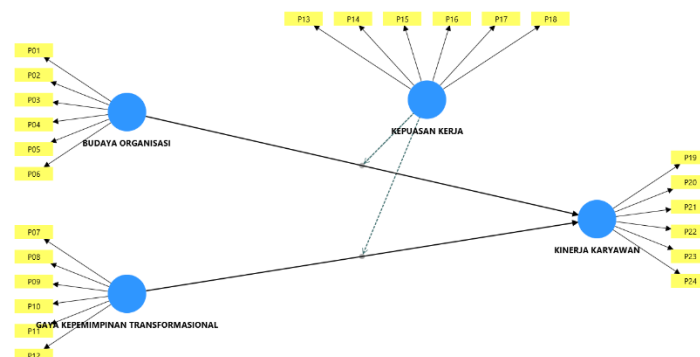 P13 P14 P15 P16 P17 P18
P01
P02
P03
P04
P05
P06
BUDAYA ORGANISASI
KEPUASAN KERJA
P19
P20
P21
P22
P23
P24
KINERJA KARYAWAN
P07
P08
P09
P10
P11
P12
GAYA KEPEMIMPINAN TRANSFORMASIONAL